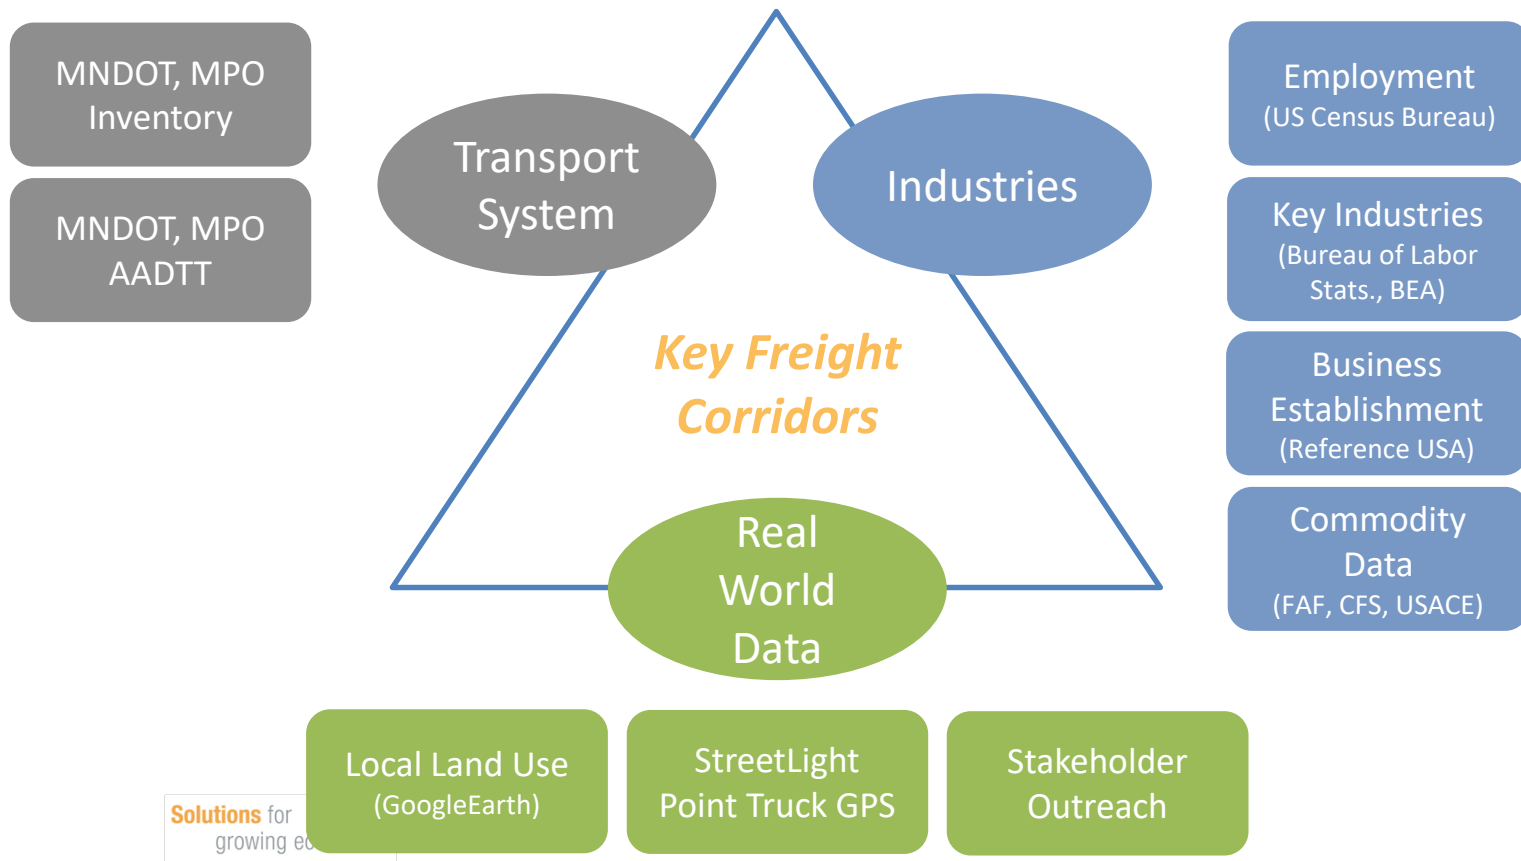 MNDOT, MPO
Inventory
MNDOT, MPO
AADTT
Transport
System
Industries
Employment
(US Census Bureau)
Key Industries
(Bureau of Labor
Stats., BEA)
Business
Establishment
(Reference USA)
Commodity
Data
(FAF, CFS, USACE)
Key Freight
Corridors
Real
World
Data
Local Land Use
(GoogleEarth)
StreetLight
Point Truck GPS
Stakeholder
Outreach
Solutions for
growing